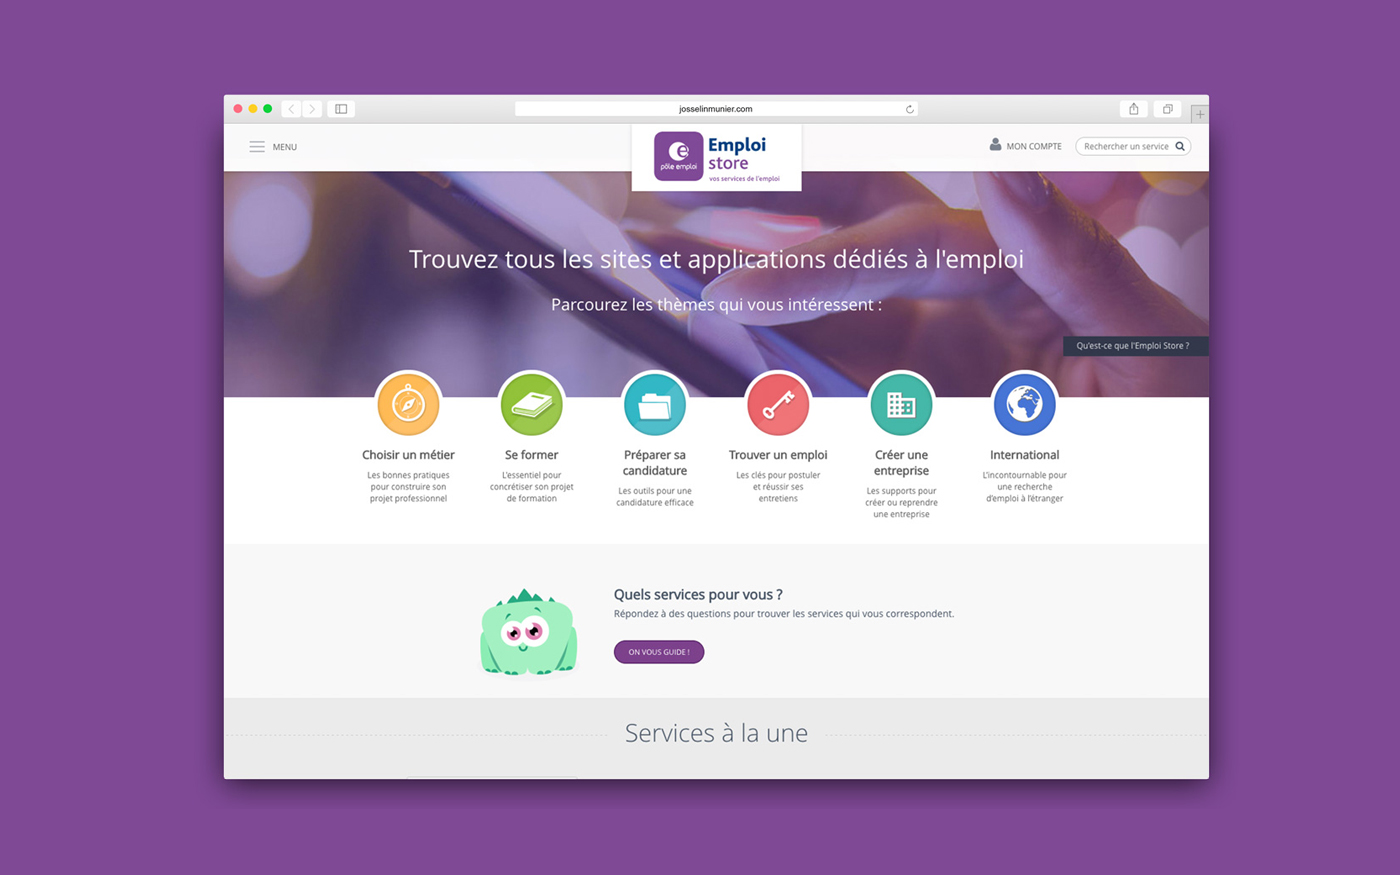 josselinmunier.com
MENU
pôle emploi
Emploi
store
vos services de l'emploi
MON COMPTE
Rechercher un service
Trouvez tous les sites et applications dédiés à l'emploi
Parcourez les thèmes qui vous intéressent :
Qu'est-ce que l'Emploi Store ?
Choisir un métier
Les bonnes pratiques
pour construire son
projet professionnel
Se former
L'essentiel pour
concrétiser son projet
de formation
Préparer sa
candidature
Les outils pour une
candidature efficace
Trouver un emploi
Les clés pour postuler
et réussir ses
entretiens
Créer une
entreprise
Les supports pour
créer ou reprendre
une entreprise
International
L'incontournable pour
une recherche
d'emploi à l'étranger
Quels services pour vous ?
Répondez à des questions pour trouver les services qui vous correspondent.
ON VOUS GUIDE !
Services à la une